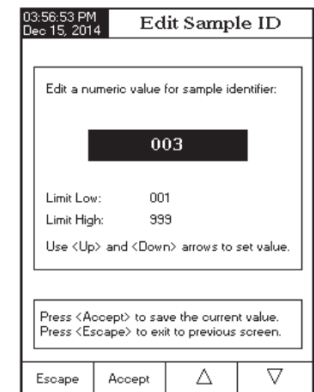 03:56:53 PM
Dec 15, 2014
Edit Sample ID
Edit a numeric value for sample identifier:
003
Limit Low: 001
Limit High: 999
Use <Up> and <Down> arrows to set value.
Press <Accept> to save the current value.
Press <Escape> to exit to previous screen.
Escape Accept △ ▽